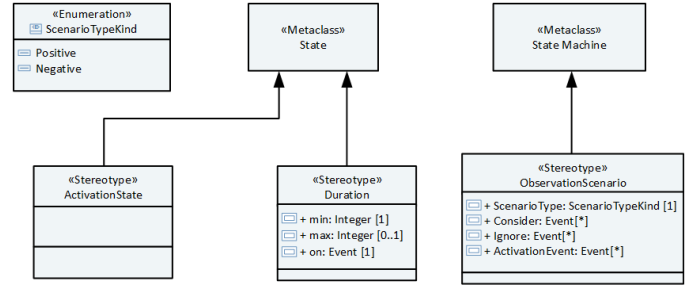 «Enumeration»
ScenarioTypeKind
Positive
Negative
«Metaclass»
State
«Metaclass»
State Machine
«Stereotype»
ActivationState
«Stereotype»
Duration
+ min: Integer [1]
+ max: Integer [0..1]
+ on: Event [1]
«Stereotype»
ObservationScenario
+ ScenarioType: ScenarioTypeKind [1]
+ Consider: Event[*]
+ Ignore: Event[*]
+ ActivationEvent: Event[*]